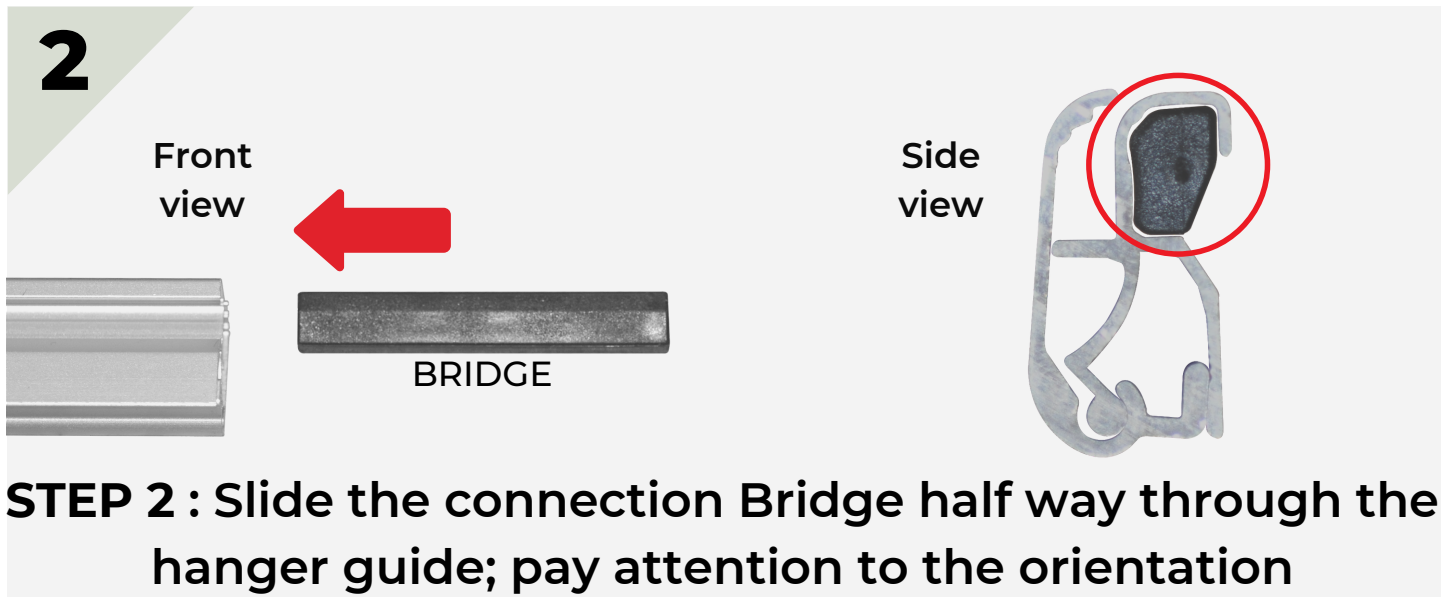 2
Front
view
Side
view
BRIDGE
STEP 2 : Slide the connection Bridge half way through the
hanger guide; pay attention to the orientation